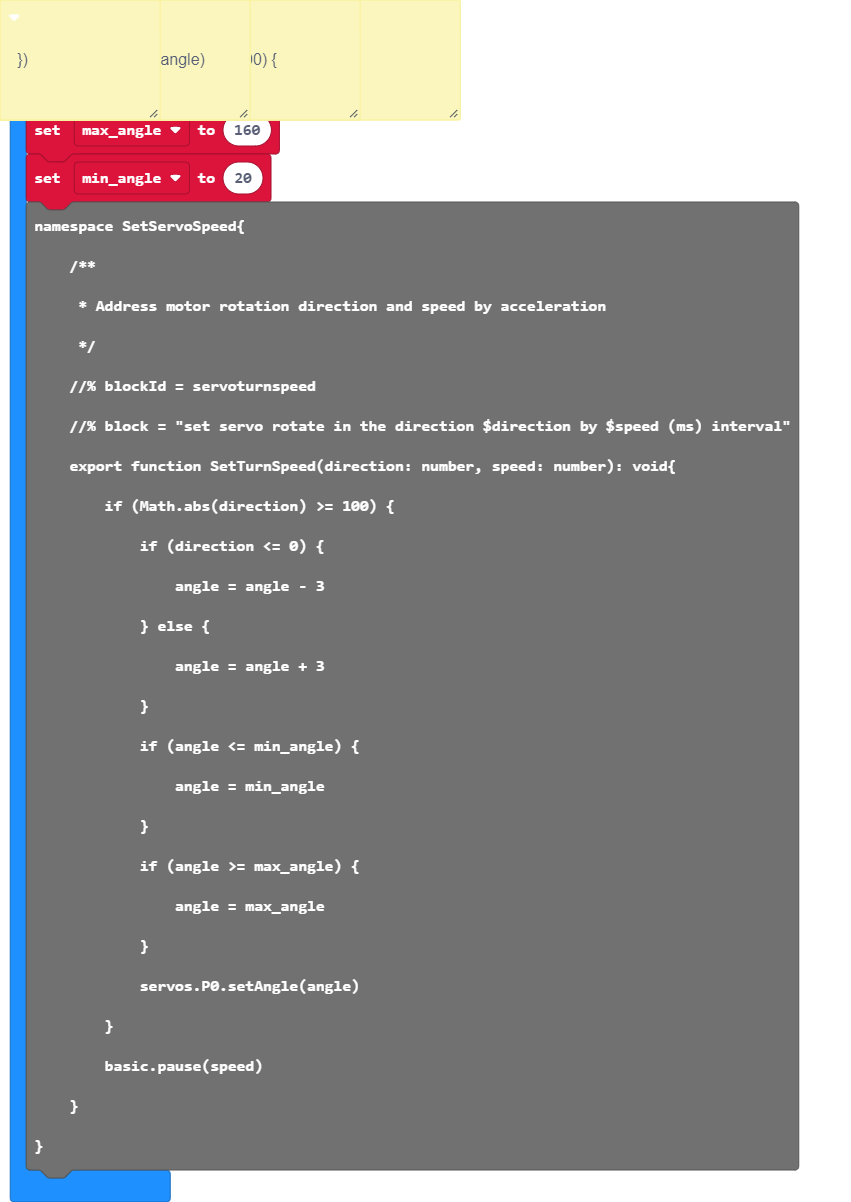 }) angle) 0) {
set max_angle to 160
set min_angle to 20
namespace SetServoSpeed{
/**
* Address motor rotation direction and speed by acceleration
*/
//% blockId = servoturnspeed
//% block = "set servo rotate in the direction $direction by $speed (ms) interval"
export function SetTurnSpeed(direction: number, speed: number): void{
if (Math.abs(direction) >= 100) {
if (direction <= 0) {
angle = angle - 3
} else {
angle = angle + 3
}
if (angle <= min_angle) {
angle = min_angle
}
if (angle >= max_angle) {
angle = max_angle
}
servos.P0.setAngle(angle)
}
basic.pause(speed)
}
}